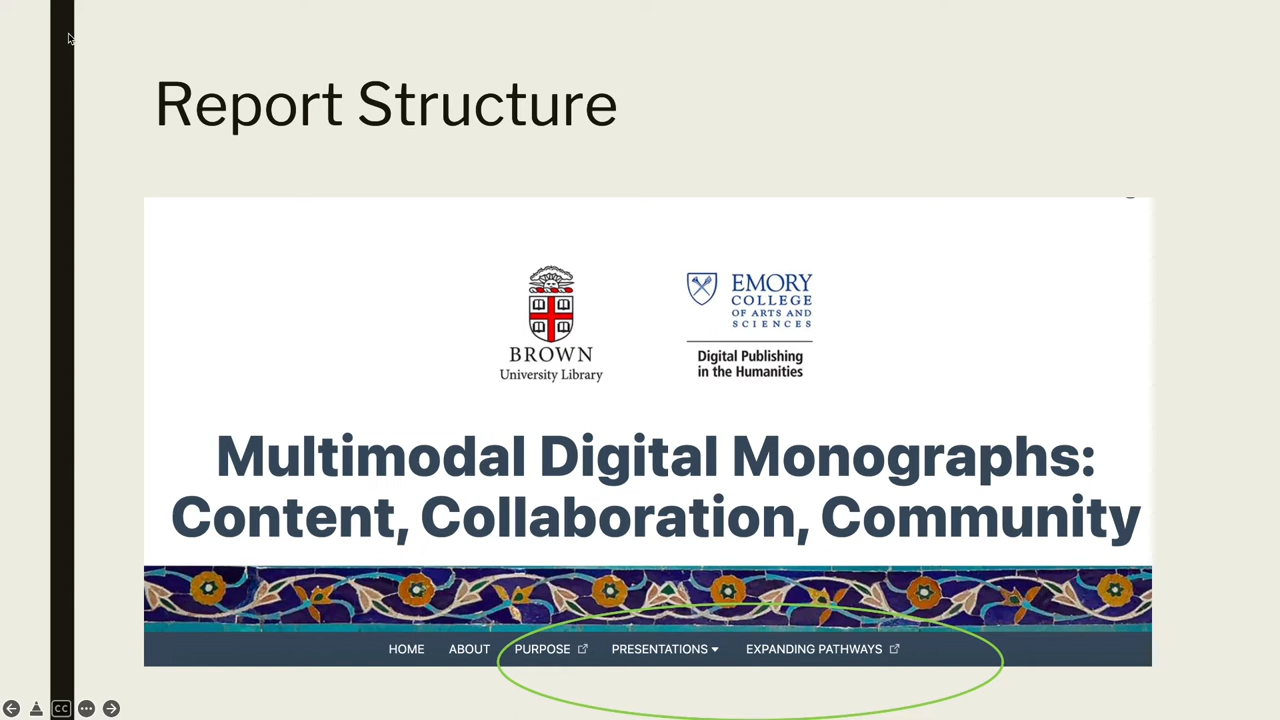 Report Structure
BROWN
University Library
EMORY
COLLEGE
OF ARTS AND
SCIENCES
Digital Publishing
in the Humanities
Multimodal Digital Monographs:
Content, Collaboration, Community
HOME ABOUT PURPOSE PRESENTATIONS EXPANDING PATHWAYS
CC